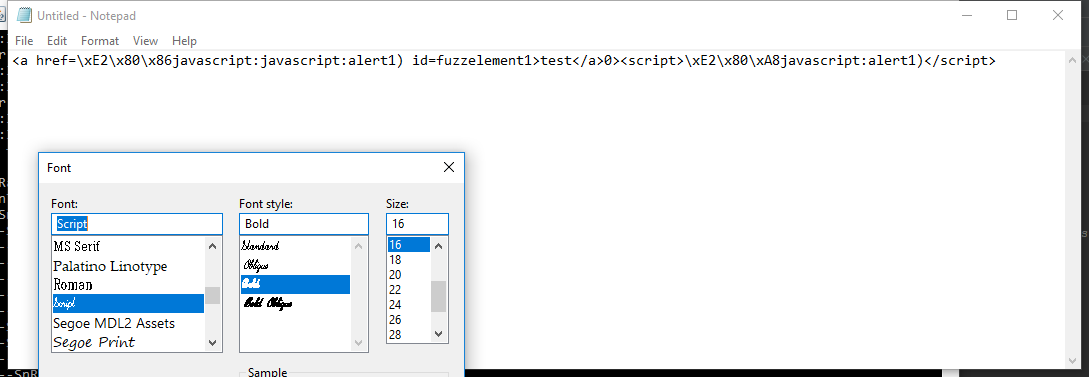 Untitled - Notepad
File Edit Format View Help
<a href=\xE2\x80\x86javascript:javascript:alert1) id=fuzzelement1>test</a>0><script>\xE2\x80\xA8javascript:alert1)</script>
Font
Font: Font style: Size:
Script Bold 16
MS Serif Standard 16
Palatino Linotype Oblique 18
Roman Bold 20
Script Bold Oblique 22
Segoe MDL2 Assets 24
Segoe Print 26
28
Sample